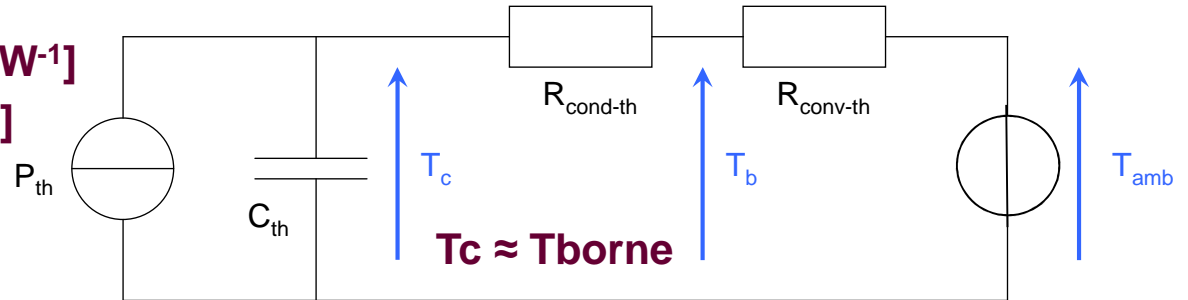 W⁻¹]
]
P_th
C_th
T_c
R_cond-th
T_b
R_conv-th
T_amb
Tc ≈ Tborne